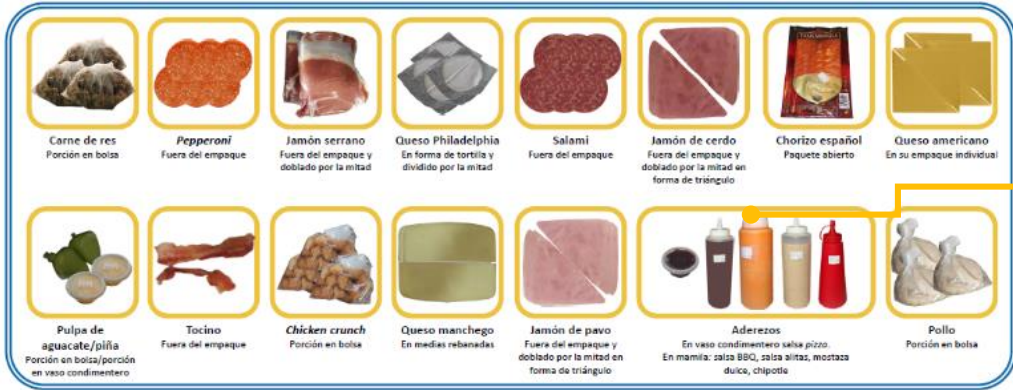 Carne de res
Porción en bolsa
Pepperoni
Fuera del empaque
Jamón serrano
Fuera del empaque y
doblado por la mitad
Queso Philadelphia
En forma de tortilla y
dividido por la mitad
Salami
Fuera del empaque
Jamón de cerdo
Fuera del empaque y
doblado por la mitad en
forma de triángulo
Chorizo español
Paquete abierto
Queso americano
En su empaque individual
Pulpa de
aguacate/piña
Porción en bolsa/porción
en vaso condimentero
Tocino
Fuera del empaque
Chicken crunch
Porción en bolsa
Queso manchego
En medias rebanadas
Jamón de pavo
Fuera del empaque y
doblado por la mitad en
forma de triángulo
Aderezos
En vaso condimentero salsa pizza.
En mamila: salsa BBQ, salsa alitas, mostaza
dulce, chipotle
Pollo
Porción en bolsa